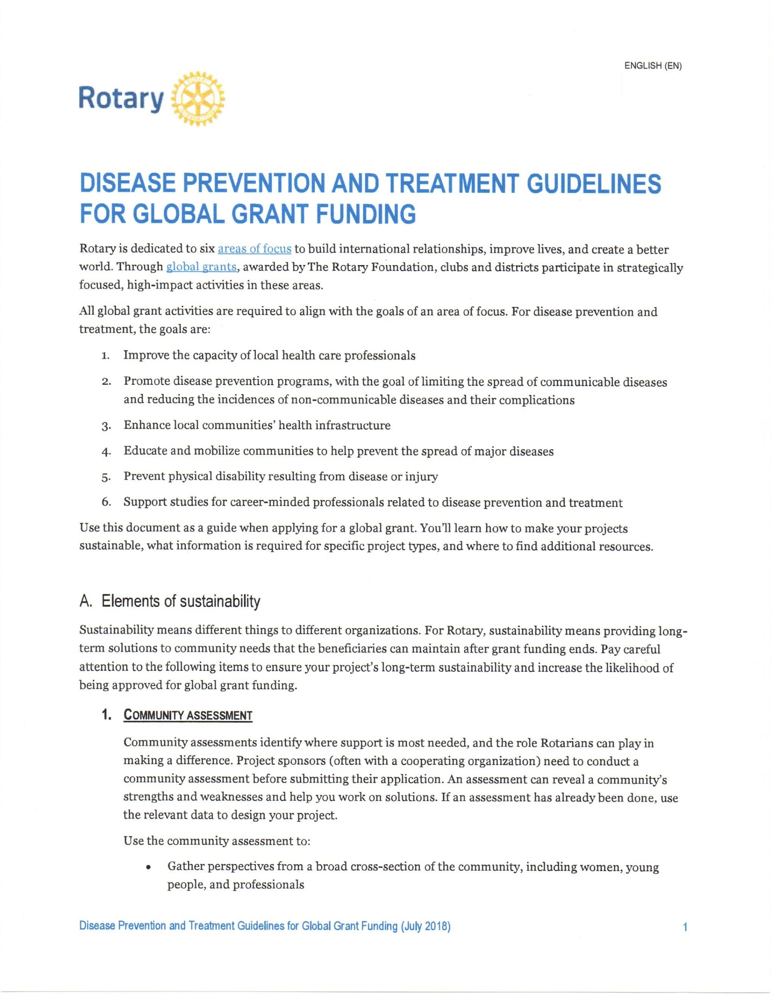 ENGLISH (EN)
Rotary
DISEASE PREVENTION AND TREATMENT GUIDELINES
FOR GLOBAL GRANT FUNDING
Rotary is dedicated to six areas of focus to build international relationships, improve lives, and create a better
world. Through global grants, awarded by The Rotary Foundation, clubs and districts participate in strategically
focused, high-impact activities in these areas.
All global grant activities are required to align with the goals of an area of focus. For disease prevention and
treatment, the goals are:
1. Improve the capacity of local health care professionals
2. Promote disease prevention programs, with the goal of limiting the spread of communicable diseases
and reducing the incidences of non-communicable diseases and their complications
3. Enhance local communities’ health infrastructure
4. Educate and mobilize communities to help prevent the spread of major diseases
5. Prevent physical disability resulting from disease or injury
6. Support studies for career-minded professionals related to disease prevention and treatment
Use this document as a guide when applying for a global grant. You’ll learn how to make your projects
sustainable, what information is required for specific project types, and where to find additional resources.
A. Elements of sustainability
Sustainability means different things to different organizations. For Rotary, sustainability means providing long-
term solutions to community needs that the beneficiaries can maintain after grant funding ends. Pay careful
attention to the following items to ensure your project’s long-term sustainability and increase the likelihood of
being approved for global grant funding.
1. COMMUNITY ASSESSMENT
Community assessments identify where support is most needed, and the role Rotarians can play in
making a difference. Project sponsors (often with a cooperating organization) need to conduct a
community assessment before submitting their application. An assessment can reveal a community’s
strengths and weaknesses and help you work on solutions. If an assessment has already been done, use
the relevant data to design your project.
Use the community assessment to:
• Gather perspectives from a broad cross-section of the community, including women, young
people, and professionals
Disease Prevention and Treatment Guidelines for Global Grant Funding (July 2018) 1